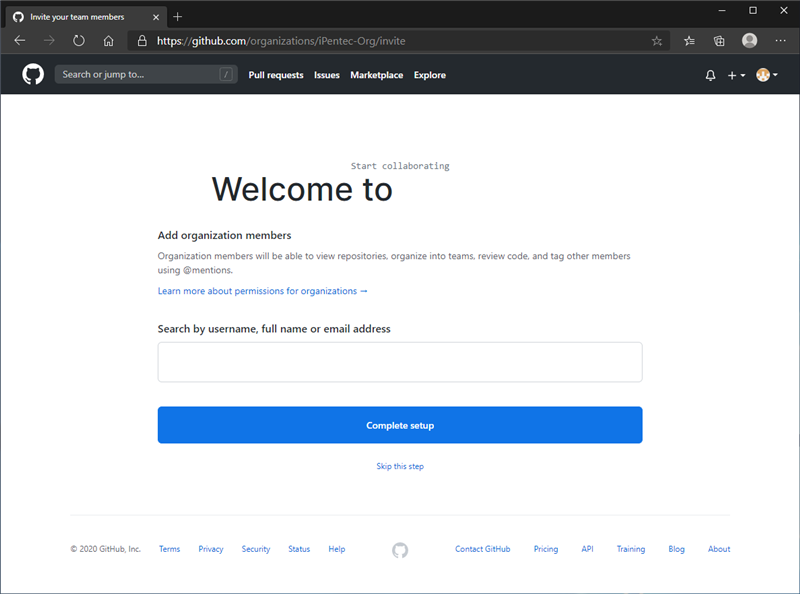 Invite your team members
https://github.com/organizations/iPentec-Org/invite
Search or jump to... /
Pull requests Issues Marketplace Explore
Start collaborating
Welcome to
Add organization members
Organization members will be able to view repositories, organize into teams, review code, and tag other members
using @mentions.
Learn more about permissions for organizations →
Search by username, full name or email address
Complete setup
Skip this step
© 2020 GitHub, Inc. Terms Privacy Security Status Help Contact GitHub Pricing API Training Blog About